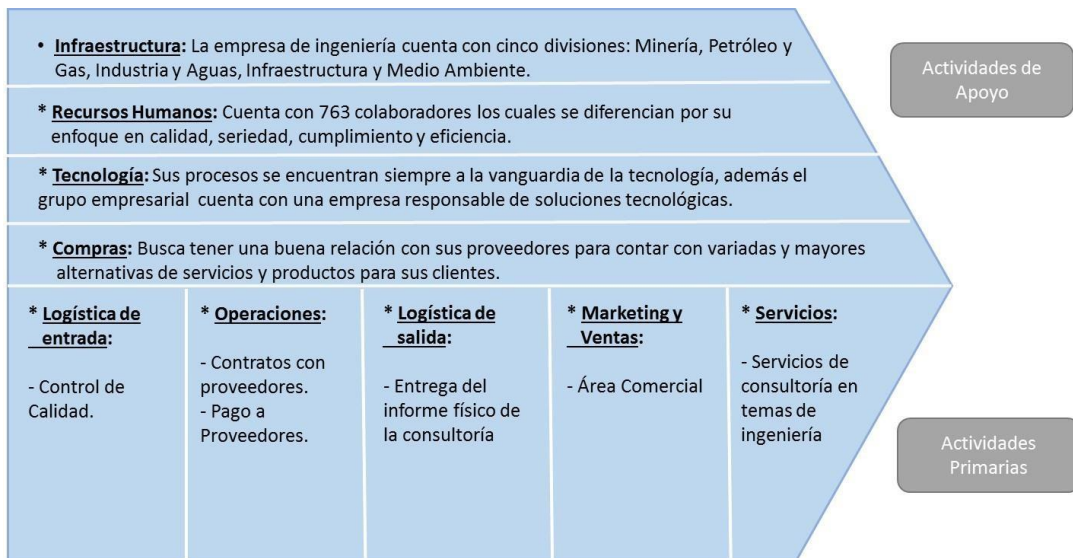 • Infraestructura: La empresa de ingeniería cuenta con cinco divisiones: Minería, Petróleo y
Gas, Industria y Aguas, Infraestructura y Medio Ambiente.
* Recursos Humanos: Cuenta con 763 colaboradores los cuales se diferencian por su
enfoque en calidad, seriedad, cumplimiento y eficiencia.
* Tecnología: Sus procesos se encuentran siempre a la vanguardia de la tecnología, además el
grupo empresarial cuenta con una empresa responsable de soluciones tecnológicas.
* Compras: Busca tener una buena relación con sus proveedores para contar con variadas y mayores
alternativas de servicios y productos para sus clientes.
Actividades de
Apoyo
* Logística de
entrada:
- Control de
Calidad.
* Operaciones:
- Contratos con
proveedores.
- Pago a
Proveedores.
* Logística de
salida:
- Entrega del
informe físico de
la consultoría
* Marketing y
Ventas:
- Área Comercial
* Servicios:
- Servicios de
consultoría en
temas de
ingeniería
Actividades
Primarias